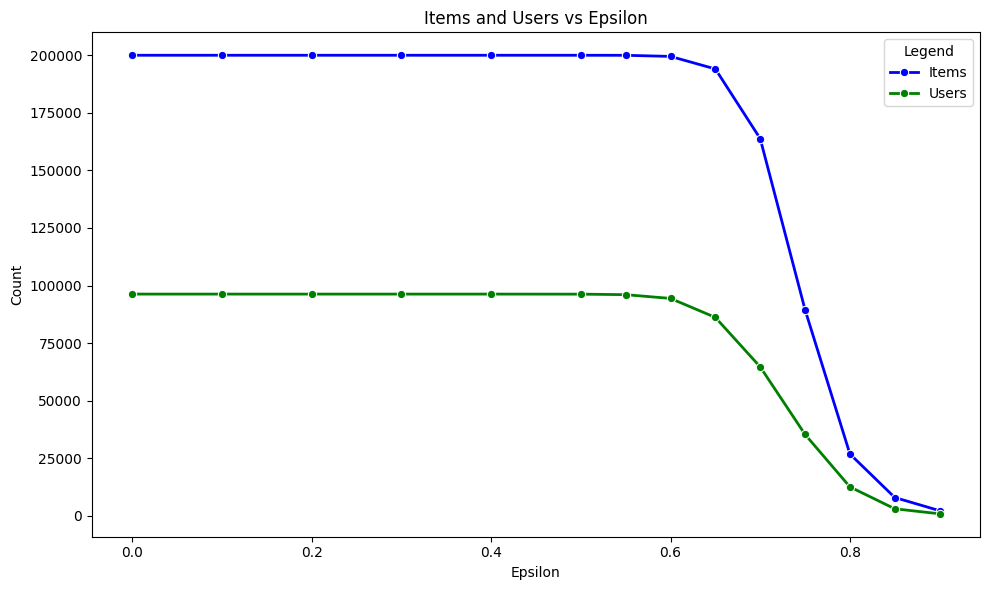 Items and Users vs Epsilon
Legend
Items
Users
200000
175000
150000
125000
100000
75000
50000
25000
0
Count
0.0
0.2
0.4
0.6
0.8
Epsilon